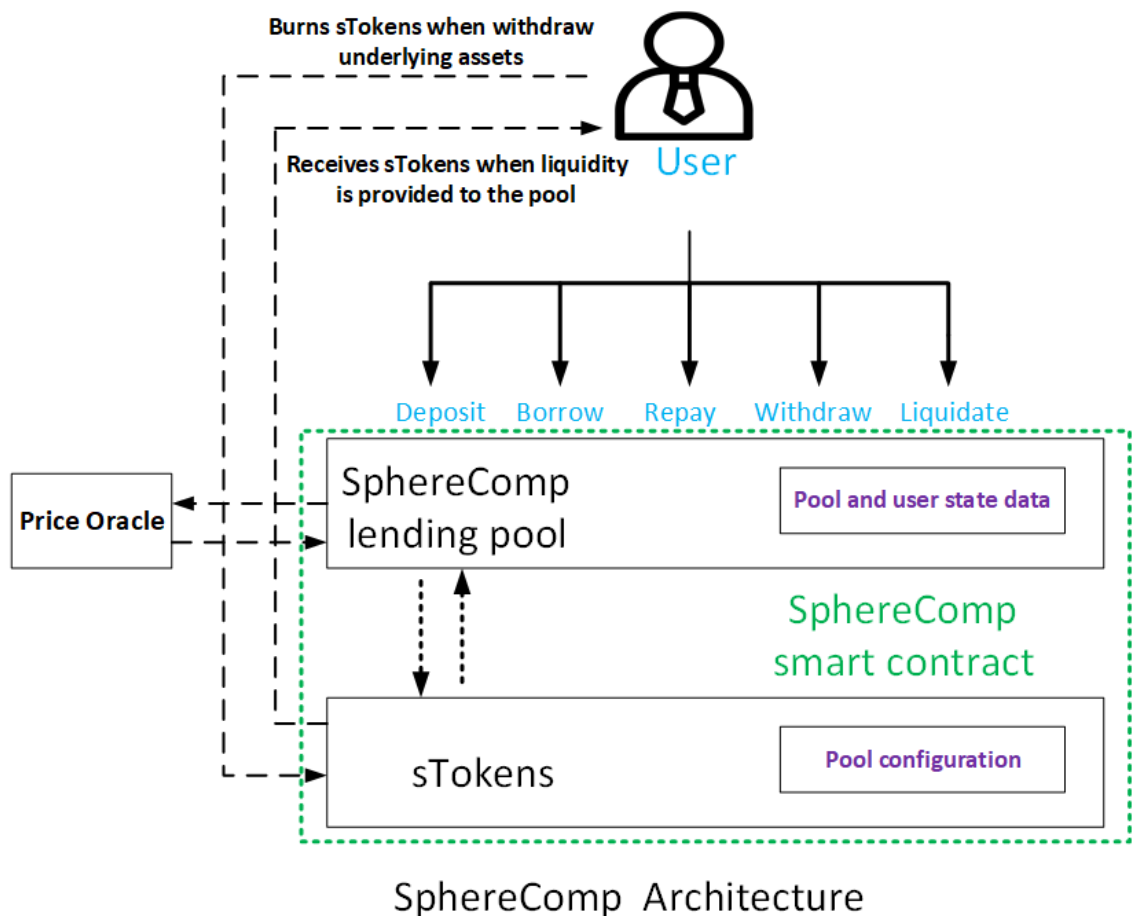 Burns sTokens when withdraw
underlying assets
Receives sTokens when liquidity
is provided to the pool
User
Deposit Borrow Repay Withdraw Liquidate
Price Oracle
SphereComp
lending pool
Pool and user state data
SphereComp
smart contract
sTokens
Pool configuration
SphereComp Architecture